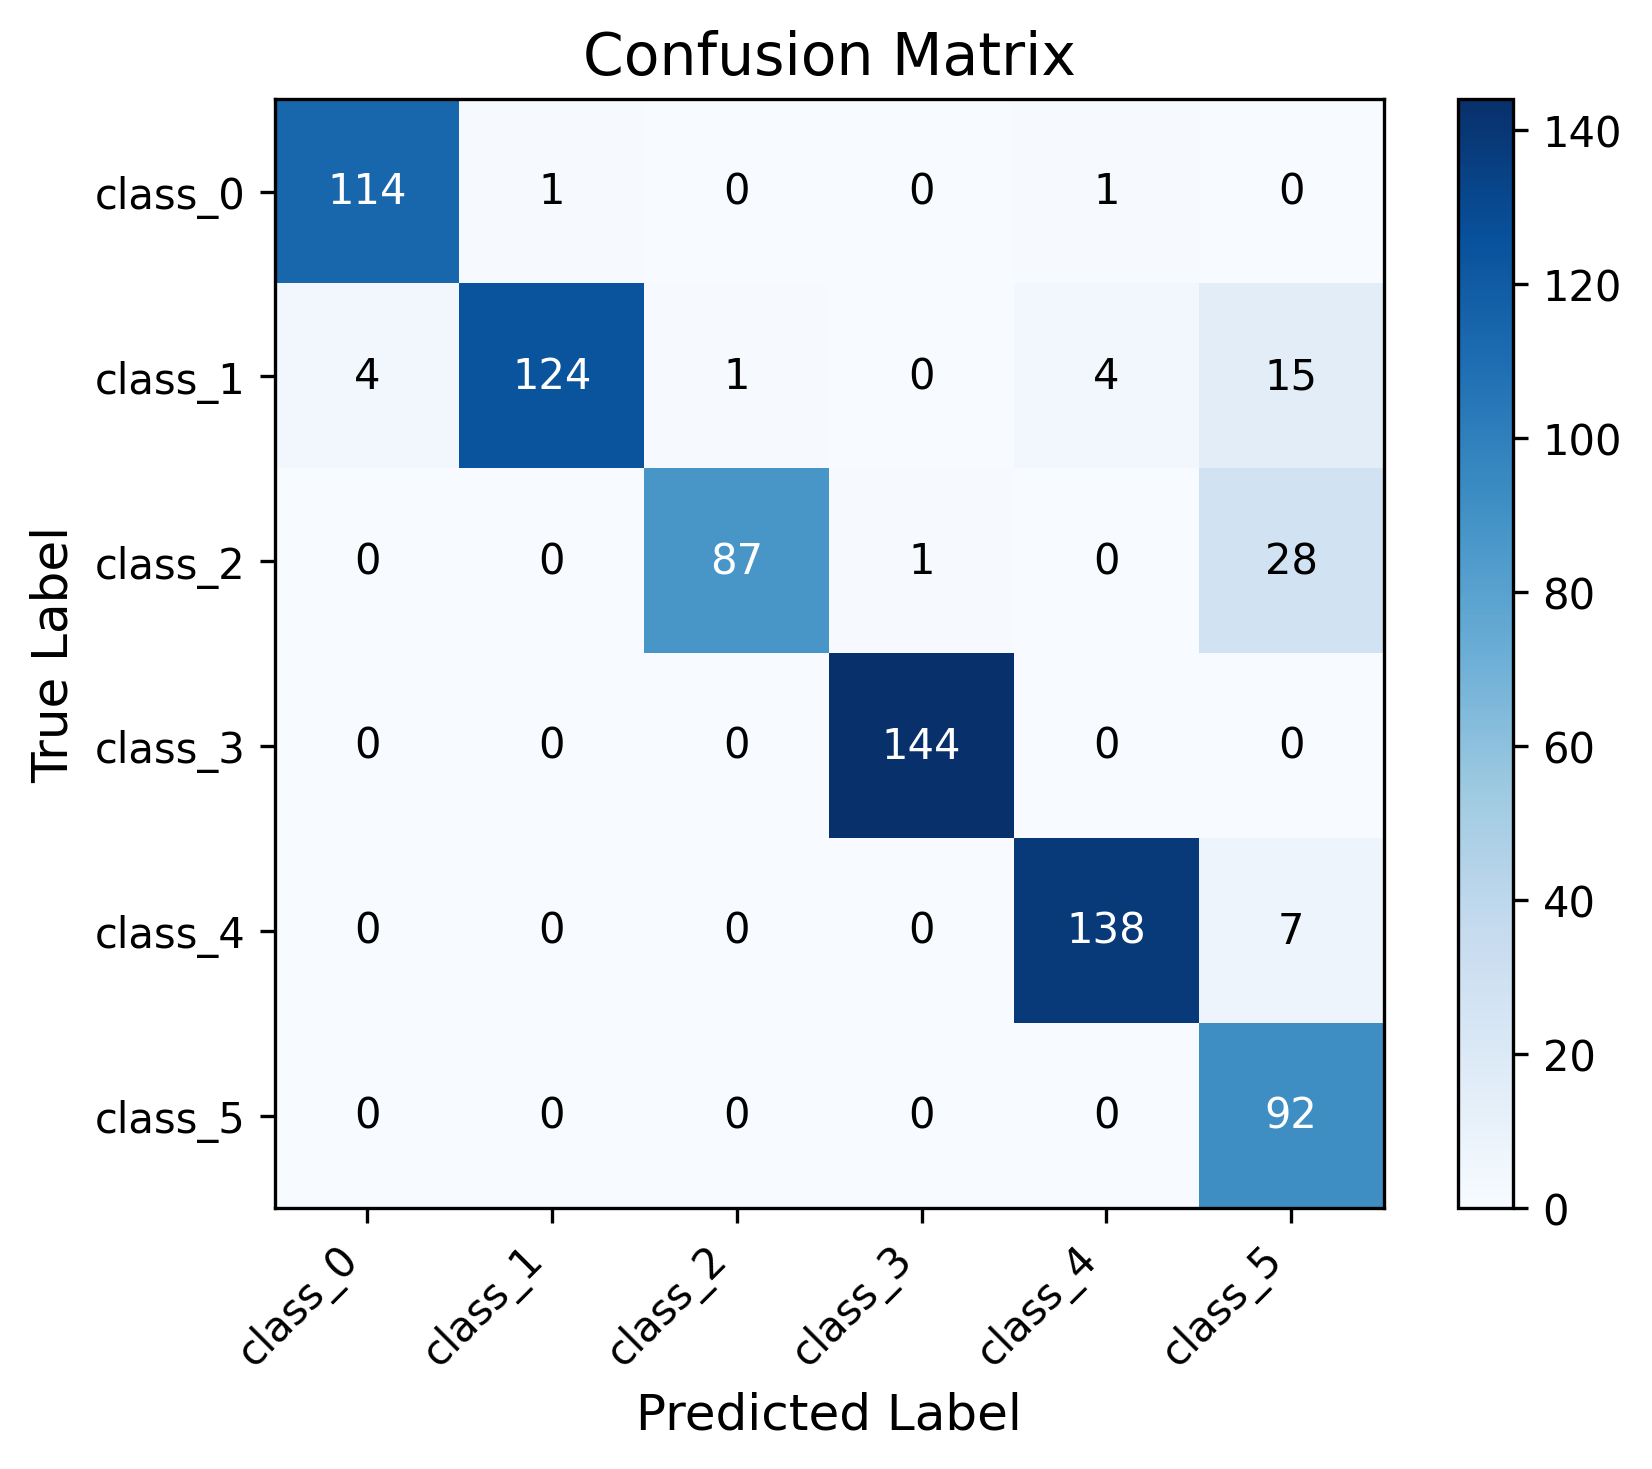 Confusion Matrix
class_0 114 1 0 0 1 0
class_1 4 124 1 0 4 15
class_2 0 0 87 1 0 28
class_3 0 0 0 144 0 0
class_4 0 0 0 0 138 7
class_5 0 0 0 0 0 92
class_0 class_1 class_2 class_3 class_4 class_5
Predicted Label
True Label
140
120
100
80
60
40
20
0